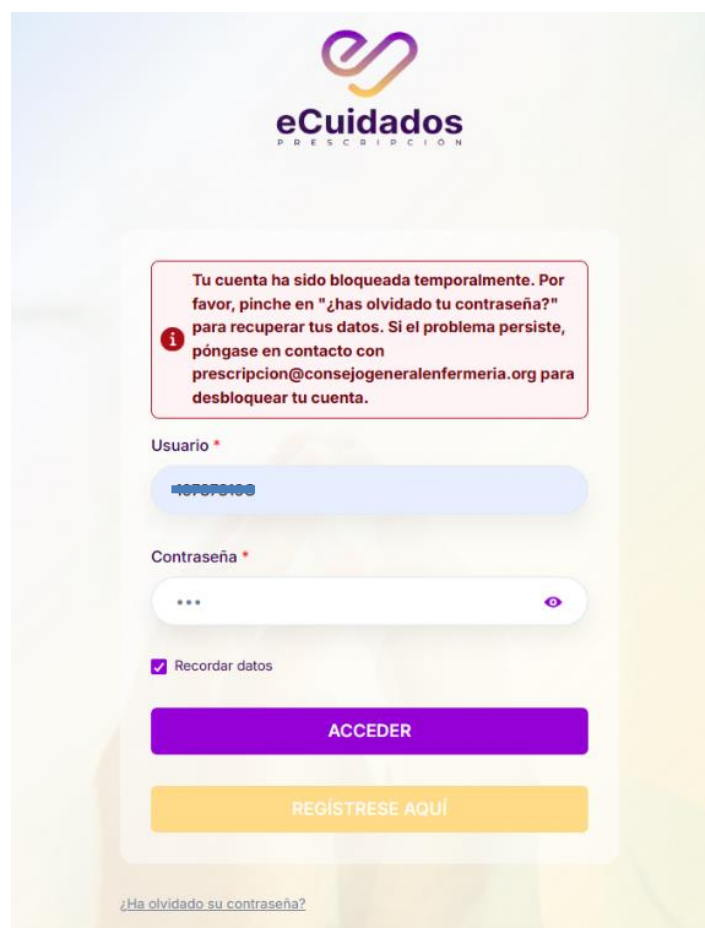 eCuidados
PRESCRIPCIÓN
Tu cuenta ha sido bloqueada temporalmente. Por
favor, pinche en "¿has olvidado tu contraseña?"
para recuperar tus datos. Si el problema persiste,
póngase en contacto con
prescripcion@consejogeneralenfermeria.org para
desbloquear tu cuenta.
Usuario *
Contraseña *
Recordar datos
ACCEDER
REGÍSTRESE AQUÍ
¿Ha olvidado su contraseña?